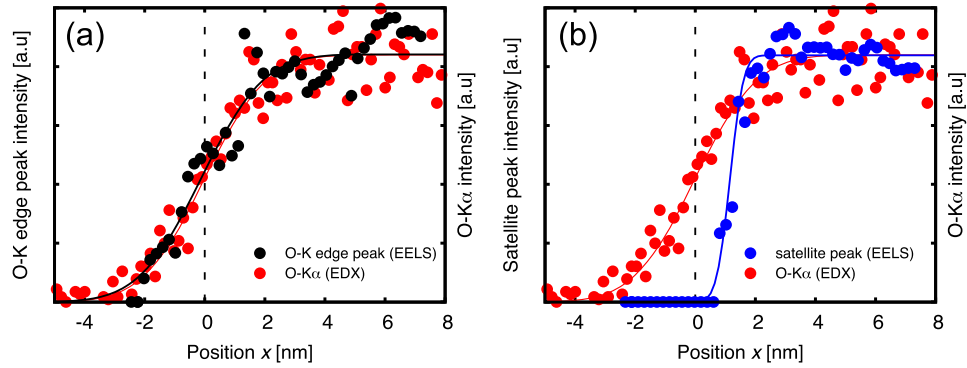 (a)
O-K edge peak intensity [a.u]
O-Kα intensity [a.u]
O-K edge peak (EELS)
O-Kα (EDX)
-4 -2 0 2 4 6 8
Position x [nm]
(b)
Satellite peak intensity [a.u]
O-Kα intensity [a.u]
satellite peak (EELS)
O-Kα (EDX)
-4 -2 0 2 4 6 8
Position x [nm]